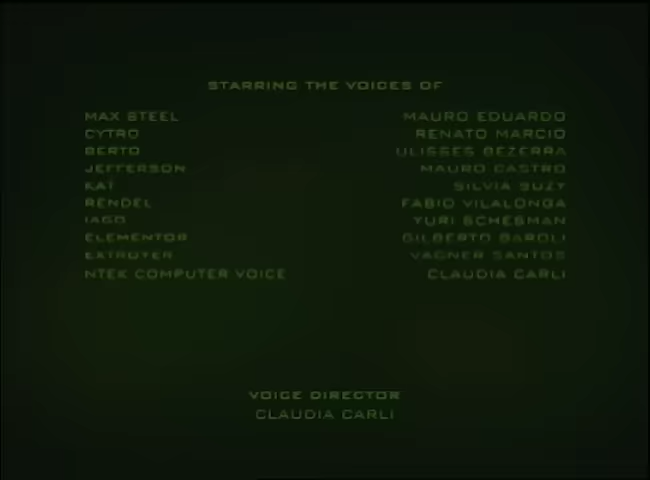 STARRING THE VOICES OF
MAX STEEL MAURO EDUARDO
CYTRO RENATO MARCIO
BERTO ULISSES BEZERRA
JEFFERSON MAURO CASTRO
KAT SILVIA SUZY
RENDEL FABIO VILALONGA
IAGO YURI SCHESMAN
ELEMENTOR GILBERTO BAROLI
EXTROYER VAGNER SANTOS
NTEK COMPUTER VOICE CLAUDIA CARLI
VOICE DIRECTOR
CLAUDIA CARLI